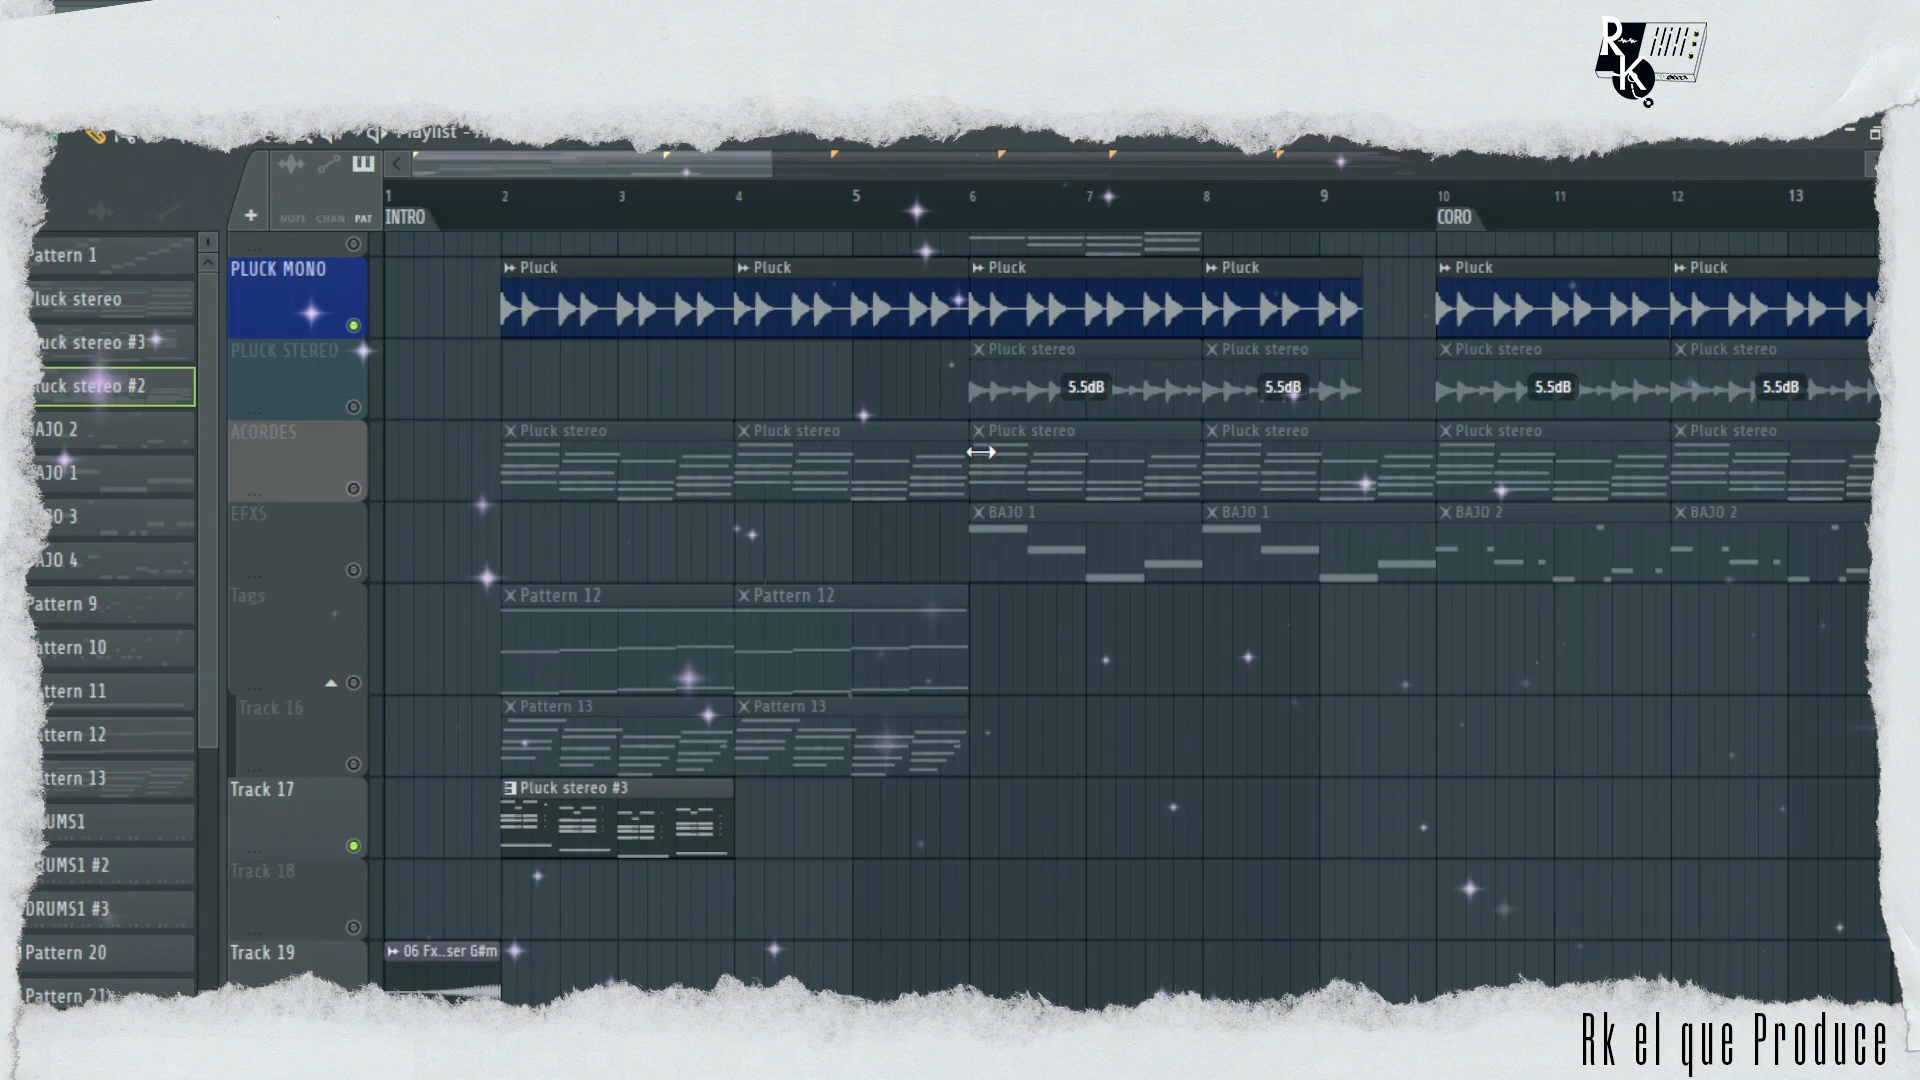 RK
Playlist -
NOTE CHAN PAT
1 2 3 4 5 6 7 8 9 10 11 12 13
INTRO CORO
Pattern 1
PLUCK MONO
Pluck Pluck Pluck Pluck Pluck Pluck
luck stereo
uck stereo #3
PLUCK STEREO
Pluck stereo Pluck stereo Pluck stereo Pluck stereo
5.5dB 5.5dB 5.5dB 5.5dB
luck stereo #2
AJO 2
ACORDES
Pluck stereo Pluck stereo Pluck stereo Pluck stereo Pluck stereo Pluck stereo
AJO 1
JO 3
EFXS
BAJO 1 BAJO 1 BAJO 2 BAJO 2
AJO 4
Pattern 9
Tags
Pattern 12 Pattern 12
attern 10
attern 11
Track 16
Pattern 13 Pattern 13
attern 12
attern 13
Track 17
Pluck stereo #3
UMS1
RUMS1 #2
Track 18
DRUMS1 #3
Pattern 20
Track 19
06 Fx..ser G#m
Pattern 21
Rk el que Produce